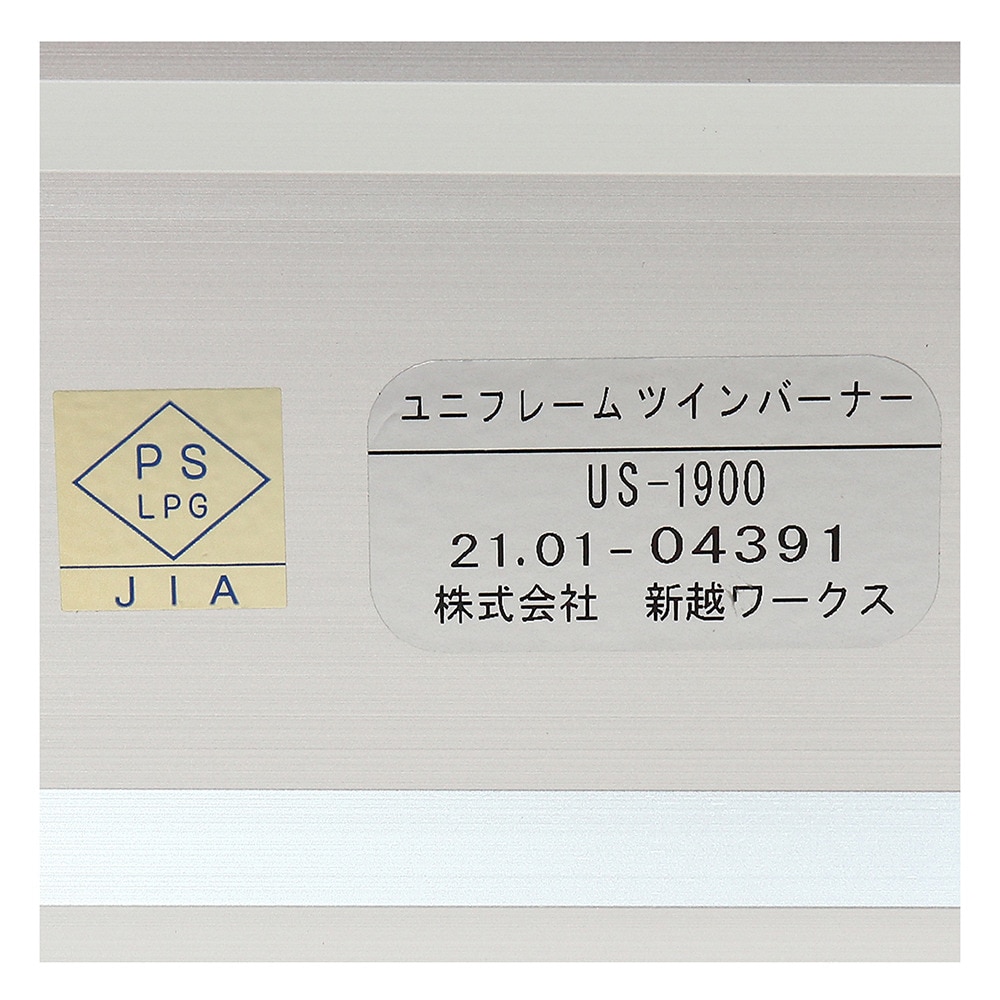 PS
LPG
JIA
ユニフレームツインバーナー
US-1900
21.01-04391
株式会社　新越ワークス